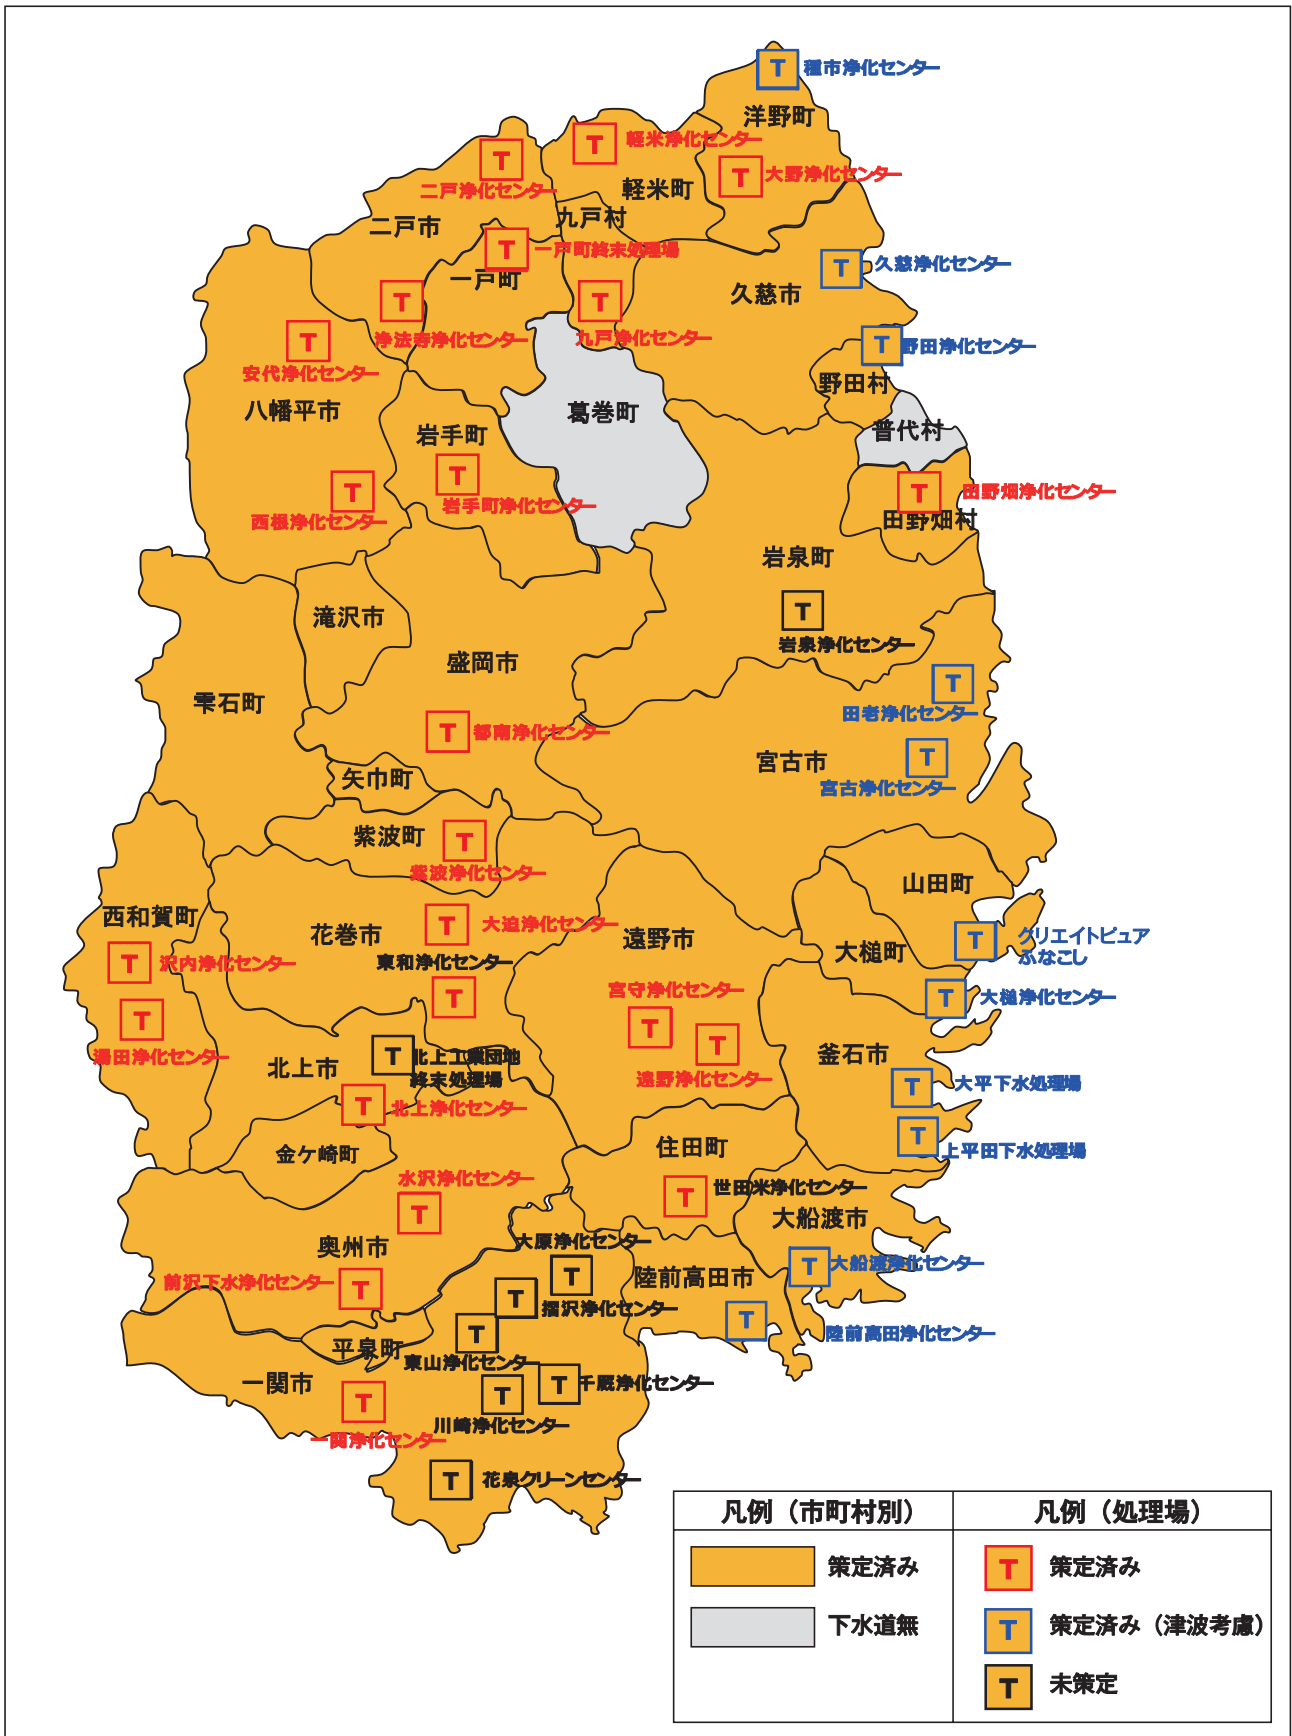 T 種市浄化センター
洋野町
T 軽米浄化センター
T 大野浄化センター
T
二戸浄化センター
軽米町
九戸村
二戸市
T 一戸町終末処理場
一戸町
T 久慈浄化センター
久慈市
T
浄法寺浄化センター
T
九戸浄化センター
T 野田浄化センター
野田村
T
安代浄化センター
八幡平市
葛巻町
普代村
岩手町
T
岩手町浄化センター
T
西根浄化センター
T 田野畑浄化センター
田野畑村
岩泉町
T
岩泉浄化センター
滝沢市
盛岡市
雫石町
T
田老浄化センター
T 都南浄化センター
宮古市
T
宮古浄化センター
矢巾町
紫波町
T
紫波浄化センター
山田町
西和賀町
花巻市
T 大迫浄化センター
遠野市
大槌町
T クリエイトピュア
ふなこし
T 沢内浄化センター
東和浄化センター
T
宮守浄化センター
T
T 大槌浄化センター
T
湯田浄化センター
北上市
T 北上工業団地
終末処理場
T
遠野浄化センター
釜石市
T 大平下水処理場
T 北上浄化センター
T 上平田下水処理場
金ケ崎町
住田町
水沢浄化センター
T
T 世田米浄化センター
大船渡市
奥州市
大原浄化センター
T
T 大船渡浄化センター
陸前高田市
前沢下水浄化センター T
T 摺沢浄化センター
T 陸前高田浄化センター
平泉町
T
東山浄化センター
一関市
T 千厩浄化センター
T
川崎浄化センター
T
一関浄化センター
T 花泉クリーンセンター
凡例（市町村別）
策定済み
下水道無
凡例（処理場）
T 策定済み
T 策定済み（津波考慮）
T 未策定